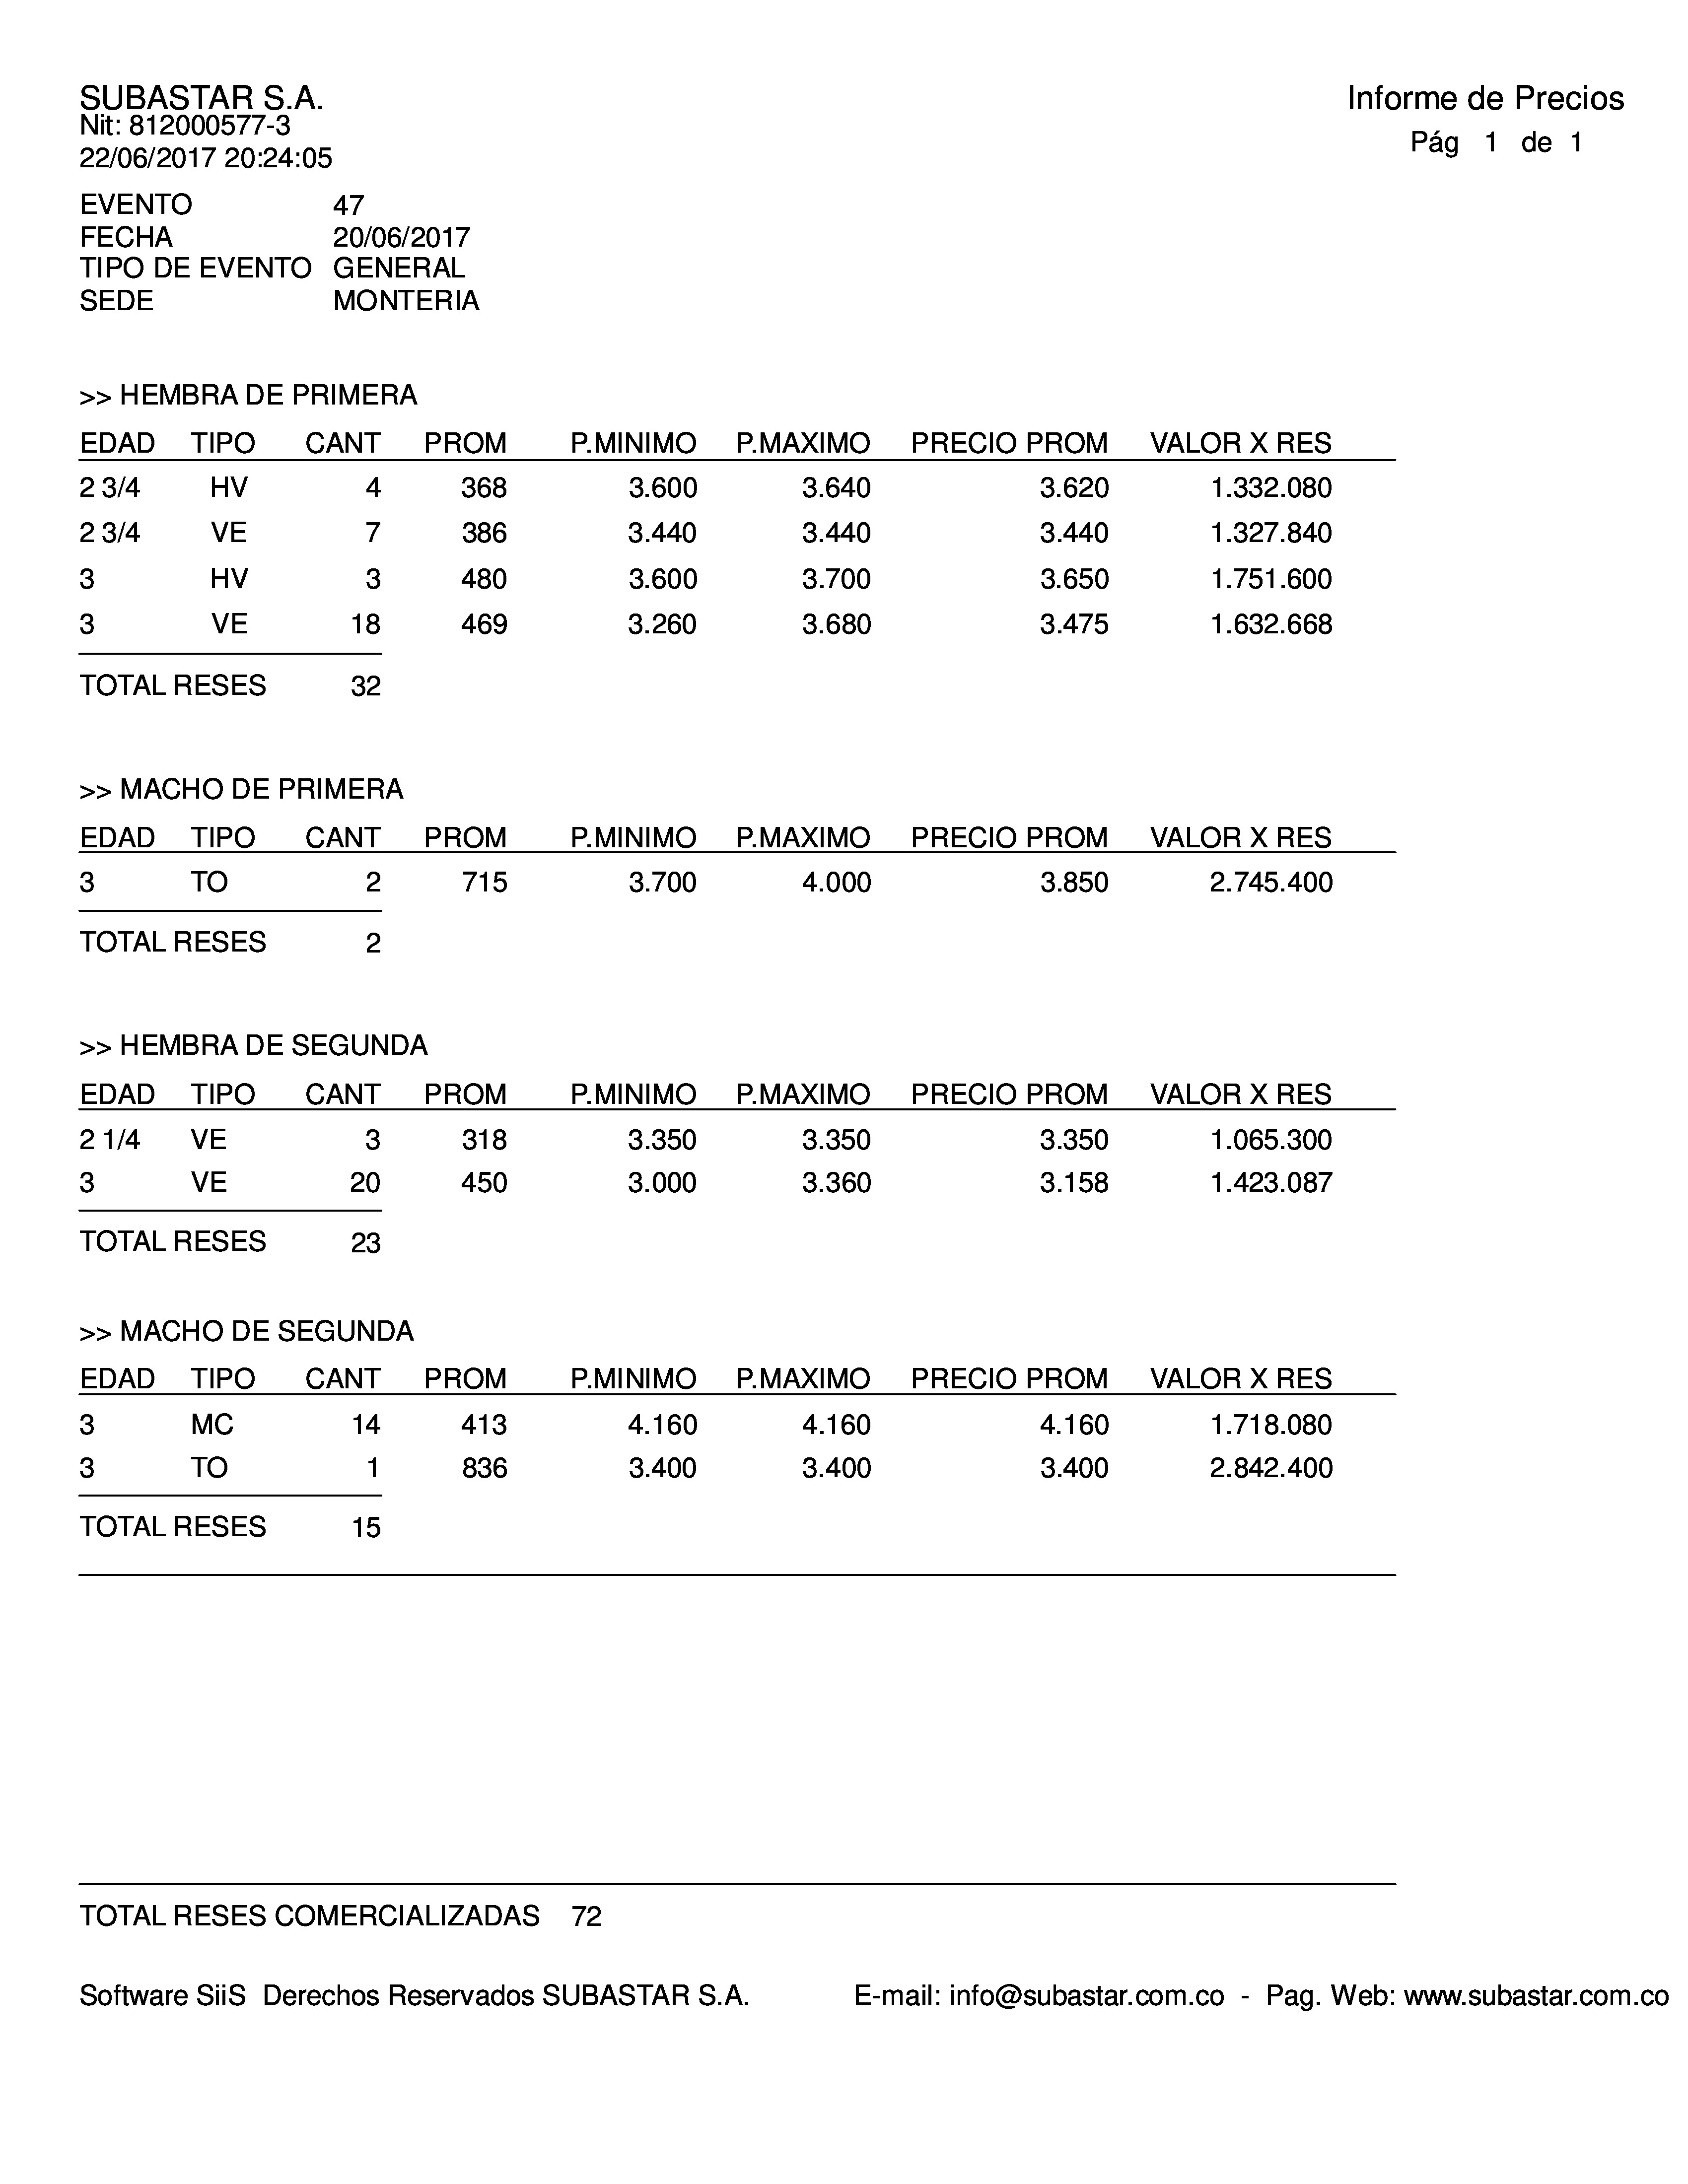 SUBASTAR S.A.
Nit: 812000577-3
22/06/2017 20:24:05
Informe de Precios
Pág 1 de 1
EVENTO 47
FECHA 20/06/2017
TIPO DE EVENTO GENERAL
SEDE MONTERIA
>> HEMBRA DE PRIMERA
EDAD TIPO CANT PROM P.MINIMO P.MAXIMO PRECIO PROM VALOR X RES
2 3/4 HV 4 368 3.600 3.640 3.620 1.332.080
2 3/4 VE 7 386 3.440 3.440 3.440 1.327.840
3 HV 3 480 3.600 3.700 3.650 1.751.600
3 VE 18 469 3.260 3.680 3.475 1.632.668
TOTAL RESES 32
>> MACHO DE PRIMERA
EDAD TIPO CANT PROM P.MINIMO P.MAXIMO PRECIO PROM VALOR X RES
3 TO 2 715 3.700 4.000 3.850 2.745.400
TOTAL RESES 2
>> HEMBRA DE SEGUNDA
EDAD TIPO CANT PROM P.MINIMO P.MAXIMO PRECIO PROM VALOR X RES
2 1/4 VE 3 318 3.350 3.350 3.350 1.065.300
3 VE 20 450 3.000 3.360 3.158 1.423.087
TOTAL RESES 23
>> MACHO DE SEGUNDA
EDAD TIPO CANT PROM P.MINIMO P.MAXIMO PRECIO PROM VALOR X RES
3 MC 14 413 4.160 4.160 4.160 1.718.080
3 TO 1 836 3.400 3.400 3.400 2.842.400
TOTAL RESES 15
TOTAL RESES COMERCIALIZADAS 72
Software SiiS Derechos Reservados SUBASTAR S.A. E-mail: info@subastar.com.co - Pag. Web: www.subastar.com.co